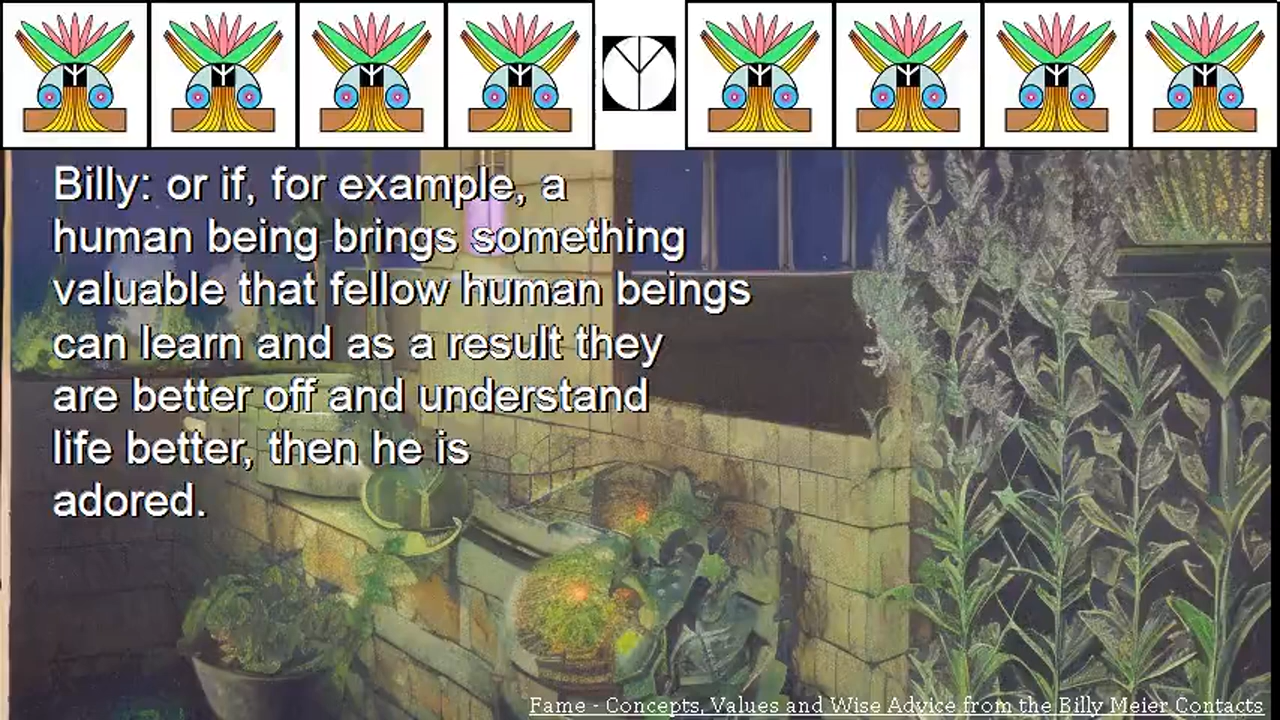 Billy: or if, for example, a
human being brings something
valuable that fellow human beings
can learn and as a result they
are better off and understand
life better, then he is
adored.
Fame - Concepts, Values and Wise Advice from the Billy Meier Contacts